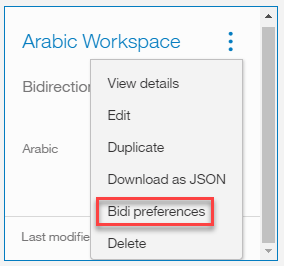 Arabic Workspace
Bidirection
View details
Edit
Duplicate
Arabic
Download as JSON
Bidi preferences
Last modifie
Delete